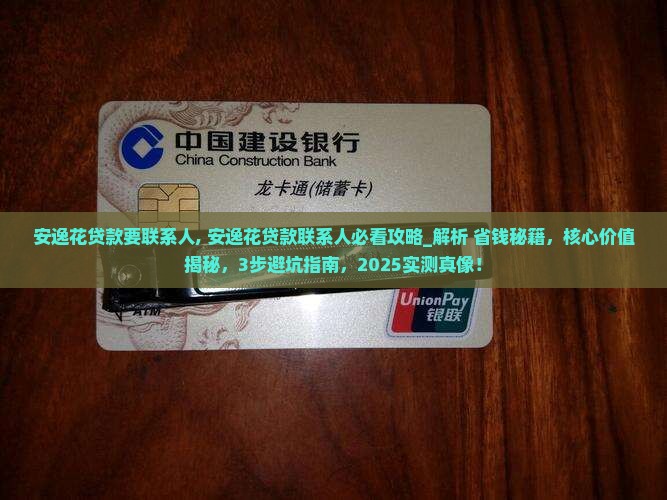 中国建设银行
China Construction Bank
龙卡通(储蓄卡)
安逸花贷款要联系人, 安逸花贷款联系人必看攻略_解析 省钱秘籍，核心价值
揭秘，3步避坑指南，2025实测真像！
ATM
UnionPay
银联